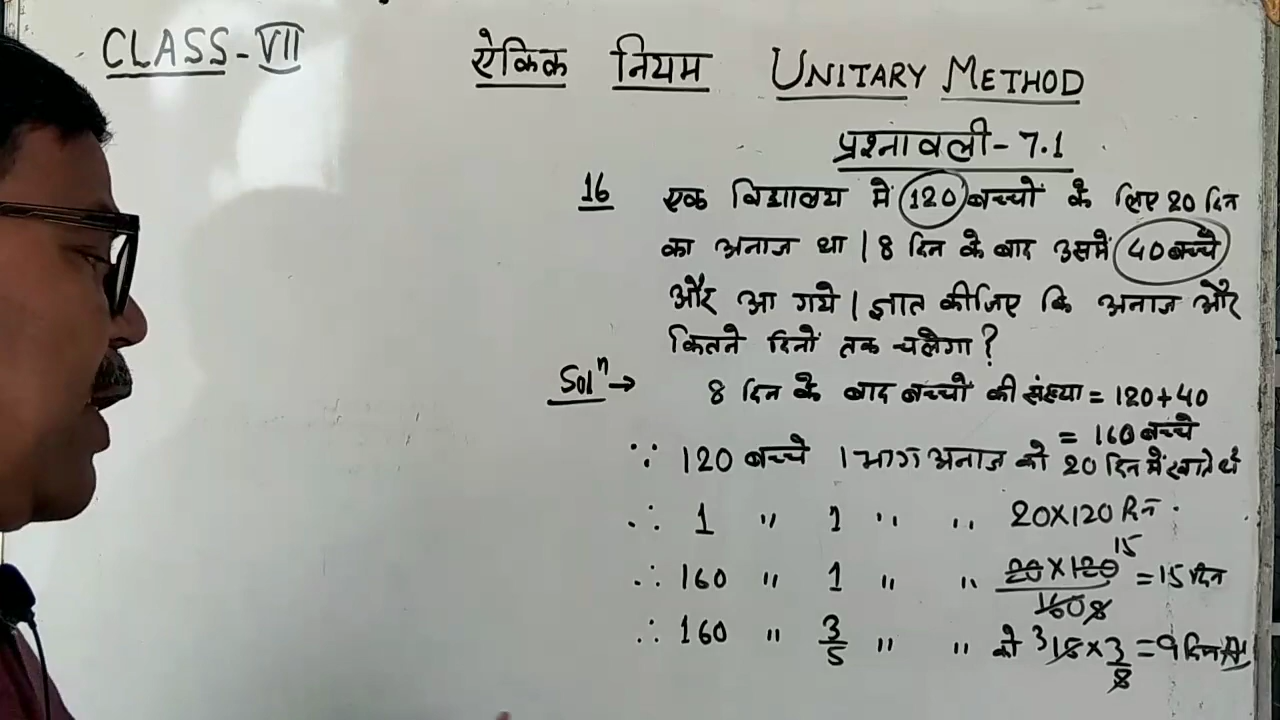 CLASS-VII
ऐकिक नियम UNITARY METHOD
प्रश्नावली-7.1
16 एक विद्यालय में 120 बच्चों के लिए 20 दिन
का अनाज था | 8 दिन के बाद उसमें 40 बच्चे
और आ गये | ज्ञात कीजिए कि अनाज और
कितने दिनों तक चलेगा ?
Solⁿ → 8 दिन के बाद बच्चों की संख्या = 120+40
= 160 बच्चे
∵ 120 बच्चे 1 भाग अनाज को 20 दिन में खाते थे
∴ 1 " 1 " " 20×120 दिन
∴ 160 " 1 " " 20×120 15 = 15 दिन
160 8
∴ 160 " 3/5 " " को 3 15×3/5 = 9 दिन